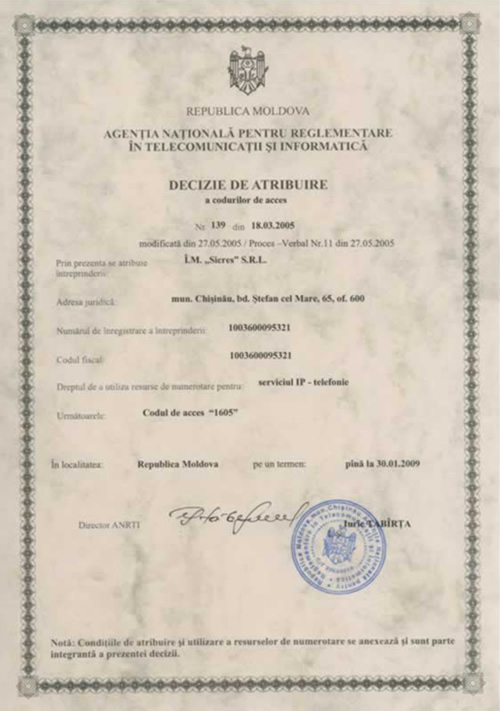 REPUBLICA MOLDOVA
AGENȚIA NAȚIONALĂ PENTRU REGLEMENTARE
ÎN TELECOMUNICAȚII ȘI INFORMATICĂ
DECIZIE DE ATRIBUIRE
a codurilor de acces
Nr. 139 din 18.03.2005
modificată din 27.05.2005 / Proces –Verbal Nr.11 din 27.05.2005
Prin prezenta se atribuie Î.M. „Sicres” S.R.L.
întreprinderii:
Adresa juridică: mun. Chișinău, bd. Ștefan cel Mare, 65, of. 600
Numărul de înregistrare a întreprinderii: 1003600095321
Codul fiscal: 1003600095321
Dreptul de a utiliza resurse de numerotare pentru: serviciul IP - telefonie
Următoarele: Codul de acces “1605”
În localitatea: Republica Moldova pe un termen: pînă la 30.01.2009
Director ANRTI Iurie TABÎRȚA
Notă: Condițiile de atribuire și utilizare a resurselor de numerotare se anexează și sunt parte
integrantă a prezentei decizii.